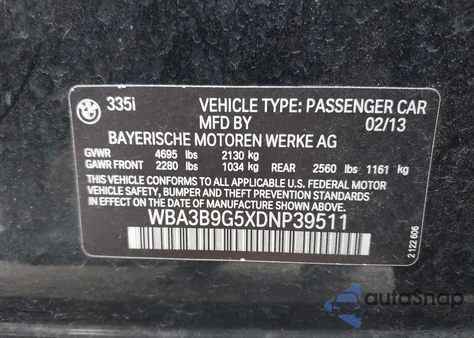 335i VEHICLE TYPE: PASSENGER CAR
MFD BY 02/13
BAYERISCHE MOTOREN WERKE AG
GVWR 4695 lbs 2130 kg
GAWR FRONT 2280 lbs 1034 kg REAR 2560 lbs 1161 kg
THIS VEHICLE CONFORMS TO ALL APPLICABLE U.S. FEDERAL MOTOR
VEHICLE SAFETY, BUMPER AND THEFT PREVENTION STANDARDS
IN EFFECT ON THE DATE OF MANUFACTURE SHOWN ABOVE.
WBA3B9G5XDNP39511
2 122 606
autoSnap